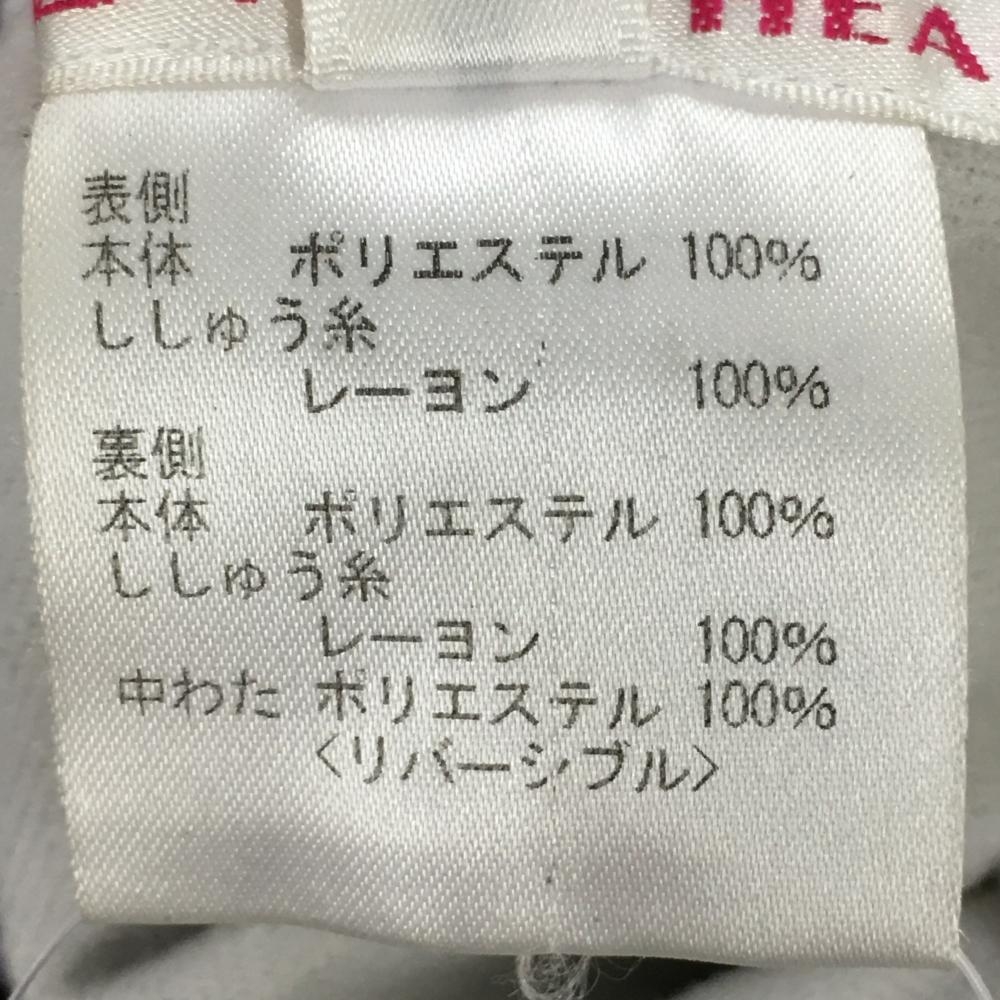 HEA
表側
本体 ポリエステル 100%
ししゅう糸
レーヨン 100%
裏側
本体 ポリエステル 100%
ししゅう糸
レーヨン 100%
中わた ポリエステル 100%
<リバーシブル>